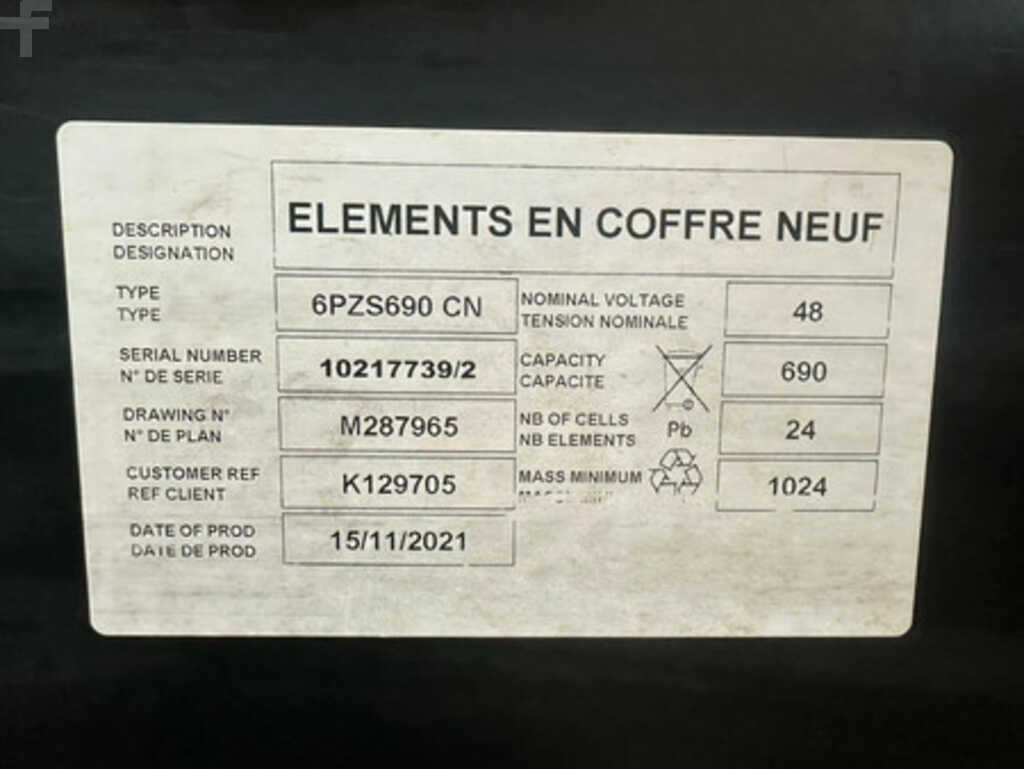 DESCRIPTION
DESIGNATION
ELEMENTS EN COFFRE NEUF
TYPE
TYPE
6PZS690 CN
NOMINAL VOLTAGE
TENSION NOMINALE
48
SERIAL NUMBER
N° DE SERIE
10217739/2
CAPACITY
CAPACITE
690
DRAWING N°
N° DE PLAN
M287965
NB OF CELLS
NB ELEMENTS
Pb
24
CUSTOMER REF
REF CLIENT
K129705
MASS MINIMUM
1024
DATE OF PROD
DATE DE PROD
15/11/2021